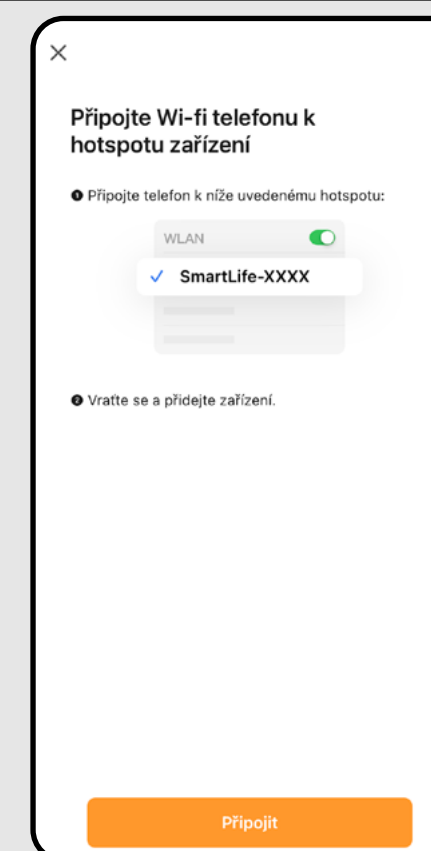 Připojte Wi-fi telefonu k
hotspotu zařízení
❶ Připojte telefon k níže uvedenému hotspotu:
WLAN
✓ SmartLife-XXXX
❷ Vraťte se a přidejte zařízení.
Připojit